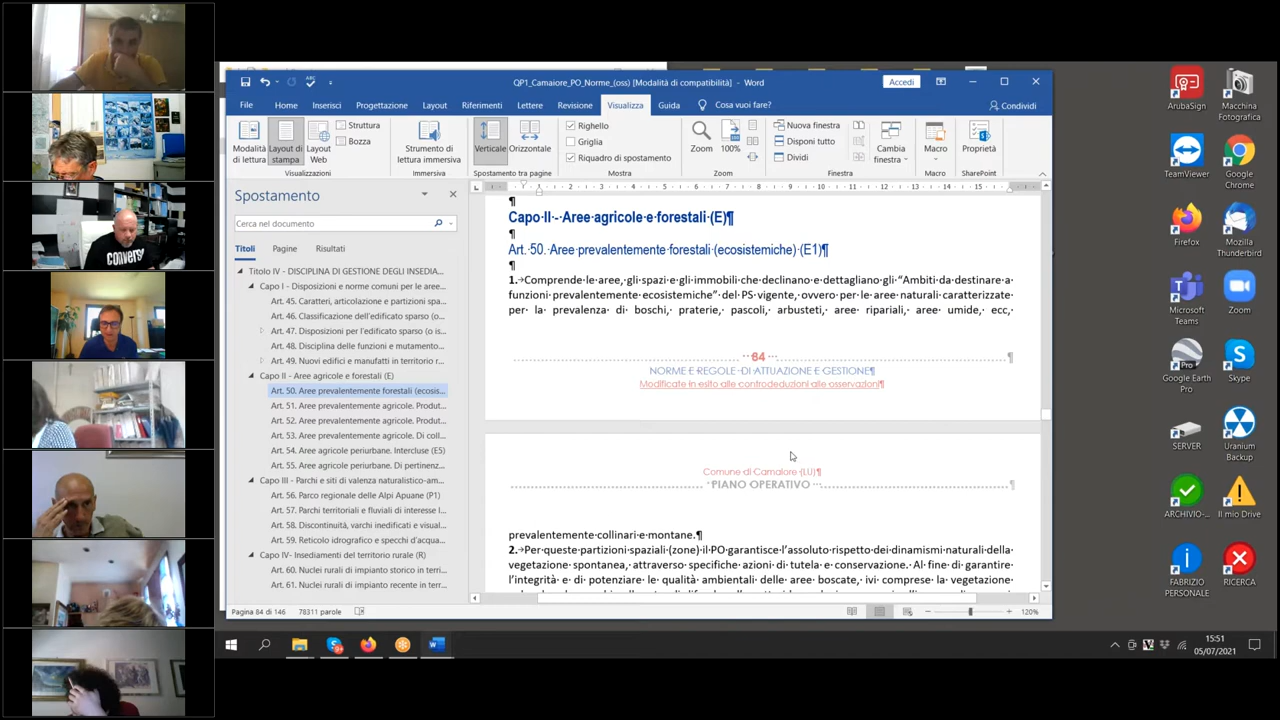 QP1_Camaiore_PO_Norme_(oss) [Modalità di compatibilità] - Word
Accedi
File Home Inserisci Progettazione Layout Riferimenti Lettere Revisione Visualizza Guida Cosa vuoi fare? Condividi
Modalità di lettura
Layout di stampa
Layout Web
Struttura
Bozza
Visualizzazioni
Strumento di lettura immersiva
Immersiva
Verticale
Orizzontale
Spostamento tra pagine
Righello
Griglia
Riquadro di spostamento
Mostra
Zoom
100%
Zoom
Nuova finestra
Disponi tutto
Dividi
Cambia finestra
Finestra
Macro
Macro
Proprietà
SharePoint
Spostamento
Cerca nel documento
Titoli Pagine Risultati
Titolo IV - DISCIPLINA DI GESTIONE DEGLI INSEDIA...
Capo I - Disposizioni e norme comuni per le aree...
Art. 45. Caratteri, articolazione e partizioni spa...
Art. 46. Classificazione dell'edificato sparso (o is...
Art. 47. Disposizioni per l'edificato sparso (o is...
Art. 48. Disciplina delle funzioni e mutamento...
Art. 49. Nuovi edifici e manufatti in territorio r...
Capo II - Aree agricole e forestali (E)
Art. 50. Aree prevalentemente forestali (ecosis...
Art. 51. Aree prevalentemente agricole. Produt...
Art. 52. Aree prevalentemente agricole. Produt...
Art. 53. Aree prevalentemente agricole. Di coll...
Art. 54. Aree agricole periurbane. Intercluse (E5)
Art. 55. Aree agricole periurbane. Di pertinenz...
Capo III - Parchi e siti di valenza naturalistico-am...
Art. 56. Parco regionale delle Alpi Apuane (P1)
Art. 57. Parchi territoriali e fluviali di interesse l...
Art. 58. Discontinuità, varchi inedificati e visual...
Art. 59. Reticolo idrografico e specchi d'acqua...
Capo IV- Insediamenti del territorio rurale (R)
Art. 60. Nuclei rurali di impianto storico in terri...
Art. 61. Nuclei rurali di impianto recente in terr...
Capo·II·-·Aree·agricole·e·forestali·(E)¶
Art.·50.·Aree·prevalentemente·forestali·(ecosistemiche)·(E1)¶
1.→Comprende·le·aree,·gli·spazi·e·gli·immobili·che·declinano·e·dettagliano·gli·“Ambiti·da·destinare·a·
funzioni·prevalentemente·ecosistemiche”·del·PS·vigente,·ovvero·per·le·aree·naturali·caratterizzate·
per·la·prevalenza·di·boschi,·praterie,·pascoli,·arbusteti,·aree·ripariali,·aree·umide,·ecc,·
84
NORME·E·REGOLE··DI·ATTUAZIONE·E·GESTIONE¶
Modificate·in·esito·alle·controdeduzioni·alle·osservazioni¶
Comune·di·Camaiore·(LU)¶
PIANO·OPERATIVO
prevalentemente·collinari·e·montane.¶
2.→Per·queste·partizioni·spaziali·(zone)·il·PO·garantisce·l’assoluto·rispetto·dei·dinamismi·naturali·della·
vegetazione·spontanea,·attraverso·specifiche·azioni·di·tutela·e·conservazione.·Al·fine·di·garantire·
l’integrità·e·di·potenziare·le·qualità·ambientali·delle·aree·boscate,·ivi·comprese·la·vegetazione·
Pagina 84 di 146 78311 parole 120%
ArubaSign
Macchina Fotografica
TeamViewer
Google Chrome
Firefox
Mozilla Thunderbird
Microsoft Teams
Zoom
Google Earth Pro
Skype
SERVER
Uranium Backup
ARCHIVIO-...
Il mio Drive
FABRIZIO PERSONALE
RICERCA
15:51
05/07/2021
CONVERSE